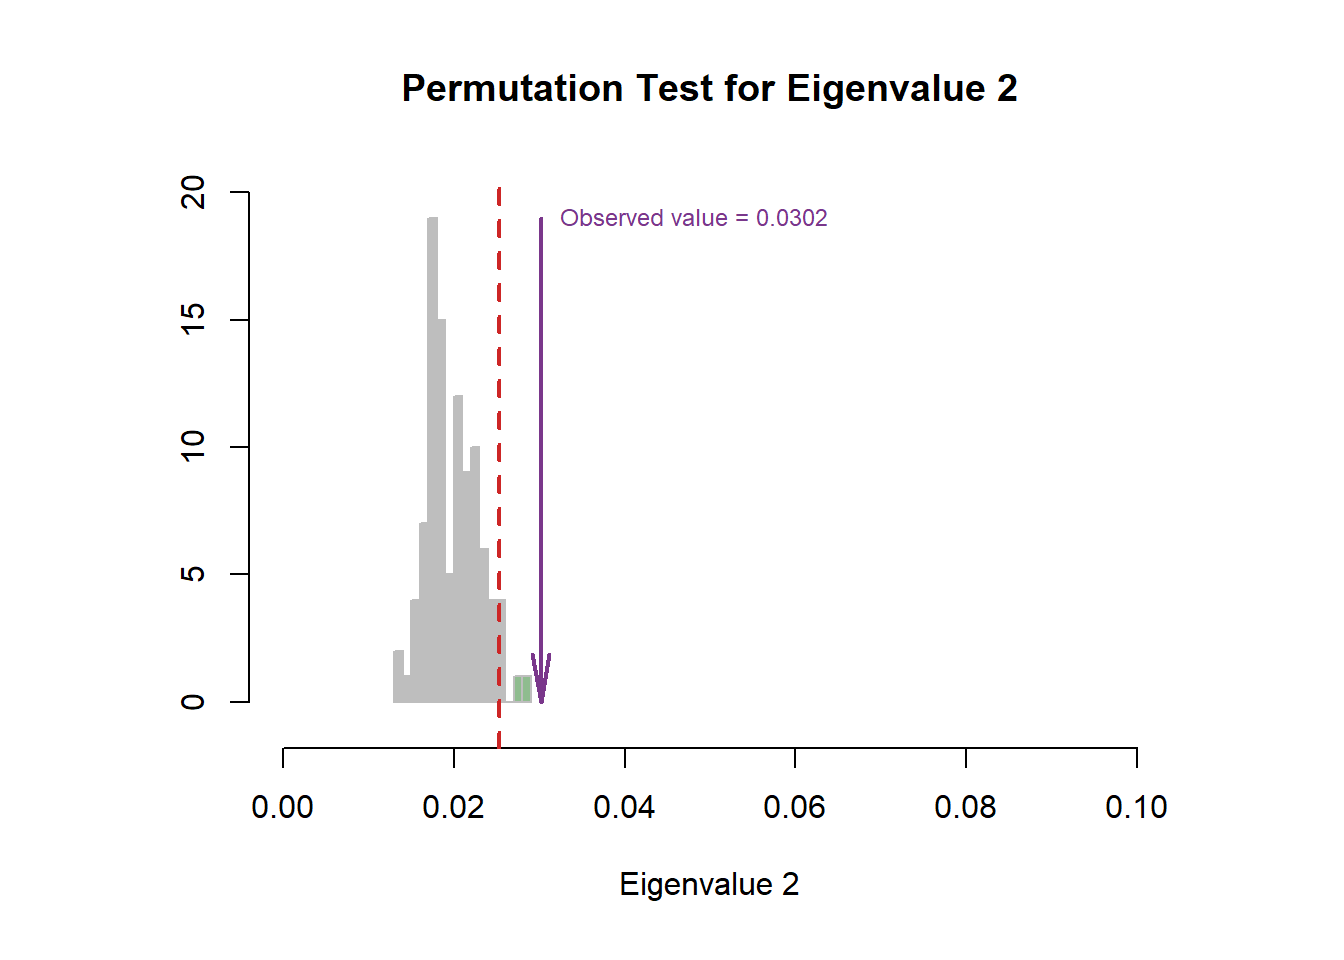 Permutation Test for Eigenvalue 2
Observed value = 0.0302
20
15
10
5
0
0.00 0.02 0.04 0.06 0.08 0.10
Eigenvalue 2